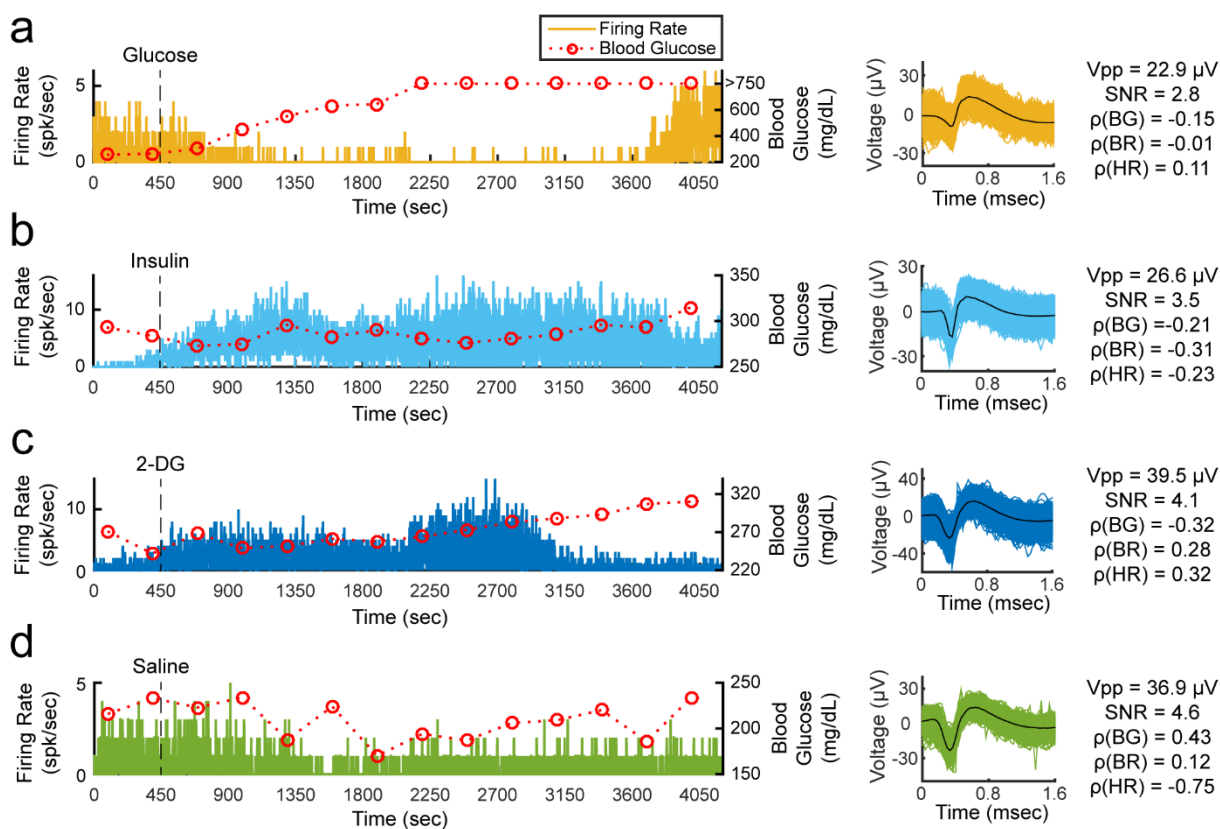 a
Glucose
Firing Rate
Blood Glucose
Firing Rate
(spk/sec)
5
0
>750
600
450
200
Blood
Glucose
(mg/dL)
0 450 900 1350 1800 2250 2700 3150 3600 4050
Time (sec)
Voltage (µV)
30
0
-30
0 0.8 1.6
Time (msec)
Vpp = 22.9 µV
SNR = 2.8
ρ(BG) = -0.15
ρ(BR) = -0.01
ρ(HR) = 0.11
b
Insulin
Firing Rate
(spk/sec)
10
0
350
300
250
Blood
Glucose
(mg/dL)
0 450 900 1350 1800 2250 2700 3150 3600 4050
Time (sec)
Voltage (µV)
30
0
-30
0 0.8 1.6
Time (msec)
Vpp = 26.6 µV
SNR = 3.5
ρ(BG) = -0.21
ρ(BR) = -0.31
ρ(HR) = -0.23
c
2-DG
Firing Rate
(spk/sec)
10
0
320
270
220
Blood
Glucose
(mg/dL)
0 450 900 1350 1800 2250 2700 3150 3600 4050
Time (sec)
Voltage (µV)
40
0
-40
0 0.8 1.6
Time (msec)
Vpp = 39.5 µV
SNR = 4.1
ρ(BG) = -0.32
ρ(BR) = 0.28
ρ(HR) = 0.32
d
Saline
Firing Rate
(spk/sec)
5
0
250
200
150
Blood
Glucose
(mg/dL)
0 450 900 1350 1800 2250 2700 3150 3600 4050
Time (sec)
Voltage (µV)
30
0
-30
0 0.8 1.6
Time (msec)
Vpp = 36.9 µV
SNR = 4.6
ρ(BG) = 0.43
ρ(BR) = 0.12
ρ(HR) = -0.75